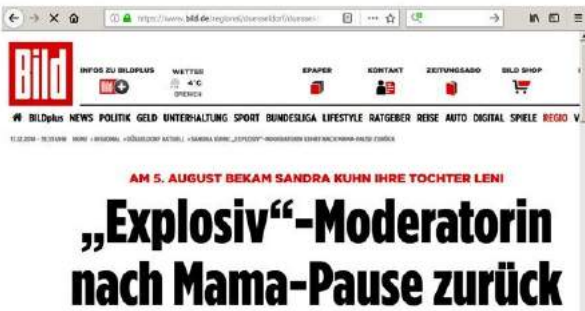 https://www.bild.de/regional/duesseldorf/duesse
Bild
INFOS ZU BILDPLUS
WETTER
4°C
EPAPER
KONTAKT
ZEITUNGSABO
BILD SHOP
BILDplus NEWS POLITIK GELD UNTERHALTUNG SPORT BUNDESLIGA LIFESTYLE RATGEBER REISE AUTO DIGITAL SPIELE REGIO V
AM 5. AUGUST BEKAM SANDRA KUHN IHRE TOCHTER LENI
„Explosiv“-Moderatorin
nach Mama-Pause zurück